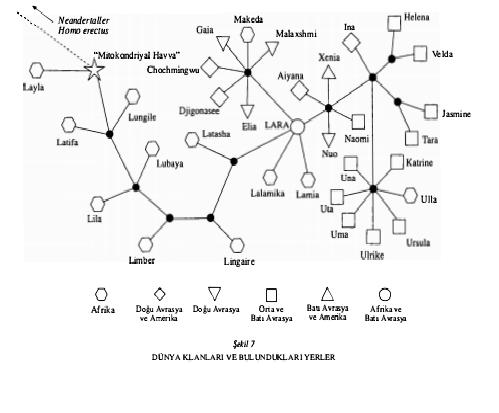 Neandertaller
Homo erectus
"Mitokondriyal Havva"
Layla
Lungile
Latifa
Lubaya
Lila
Limber
Lingaire
Latasha
Gaia
Makeda
Malaxshmi
Chochmingwu
Djigonasee
Elia
LARA
Lalamika
Lamia
Aiyana
Xenia
Naomi
Nuo
Ina
Helena
Velda
Jasmine
Tara
Katrine
Una
Ulla
Uta
Uma
Ulrike
Ursula
Afrika
Doğu Avrasya
ve Amerika
Doğu Avrasya
Orta ve
Batı Avrasya
Batı Avrasya
ve Amerika
Afrika ve
Batı Avrasya
Şekil 7
DÜNYA KLANLARI VE BULUNDUKLARI YERLER